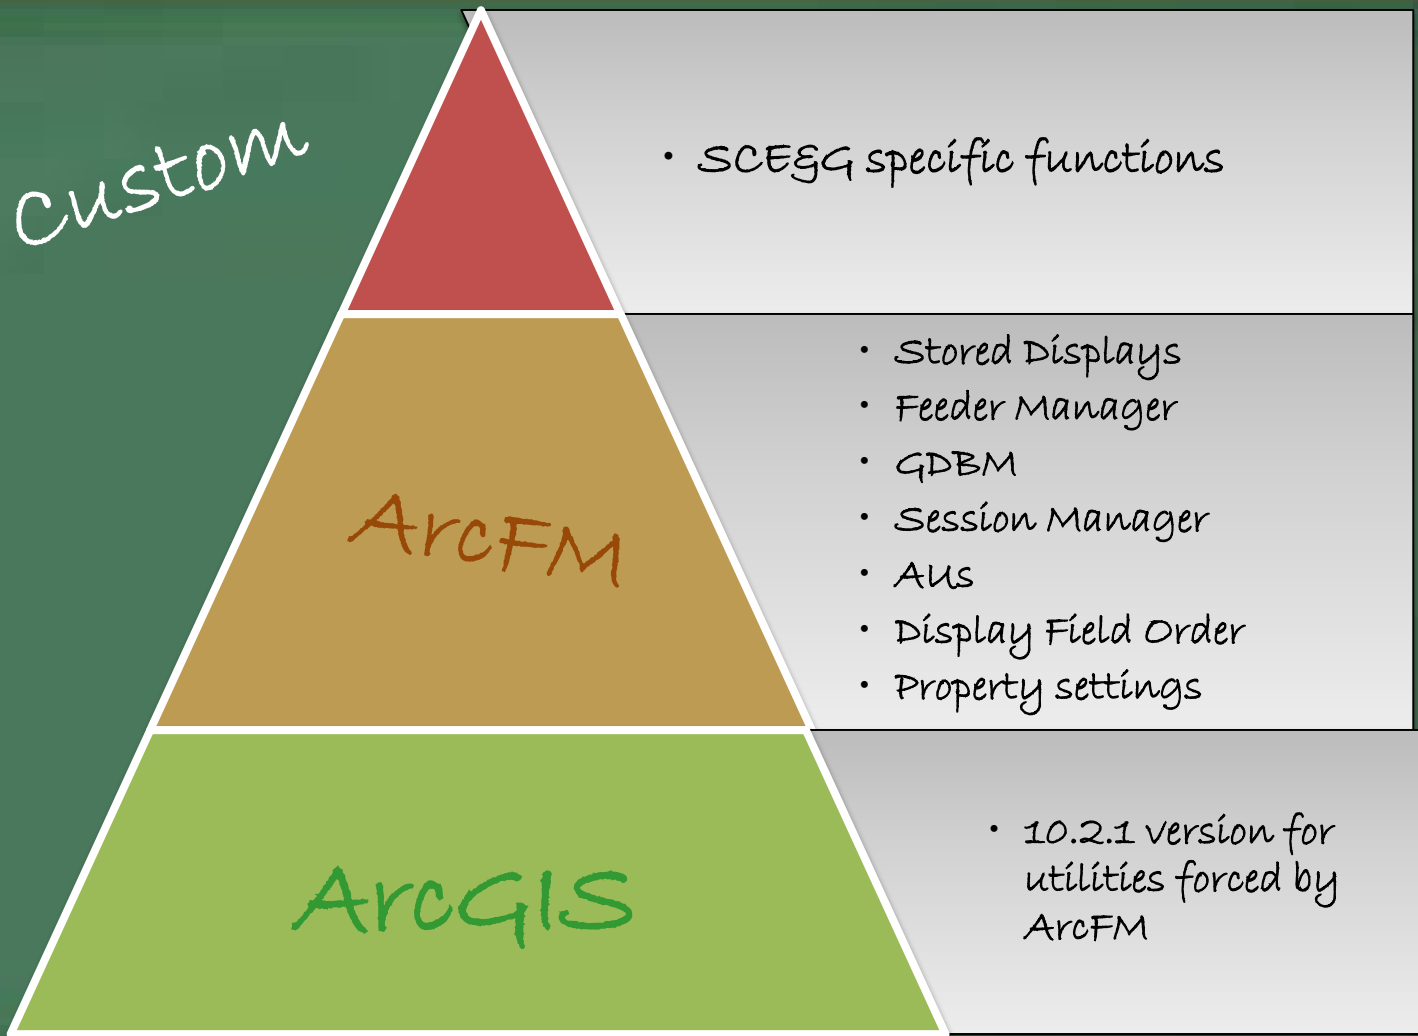 Custom
• SCE&G specific functions
ArcFM
• Stored Displays
• Feeder Manager
• GDBM
• Session Manager
• AUs
• Display Field Order
• Property settings
ArcGIS
• 10.2.1 version for
utilities forced by
ArcFM